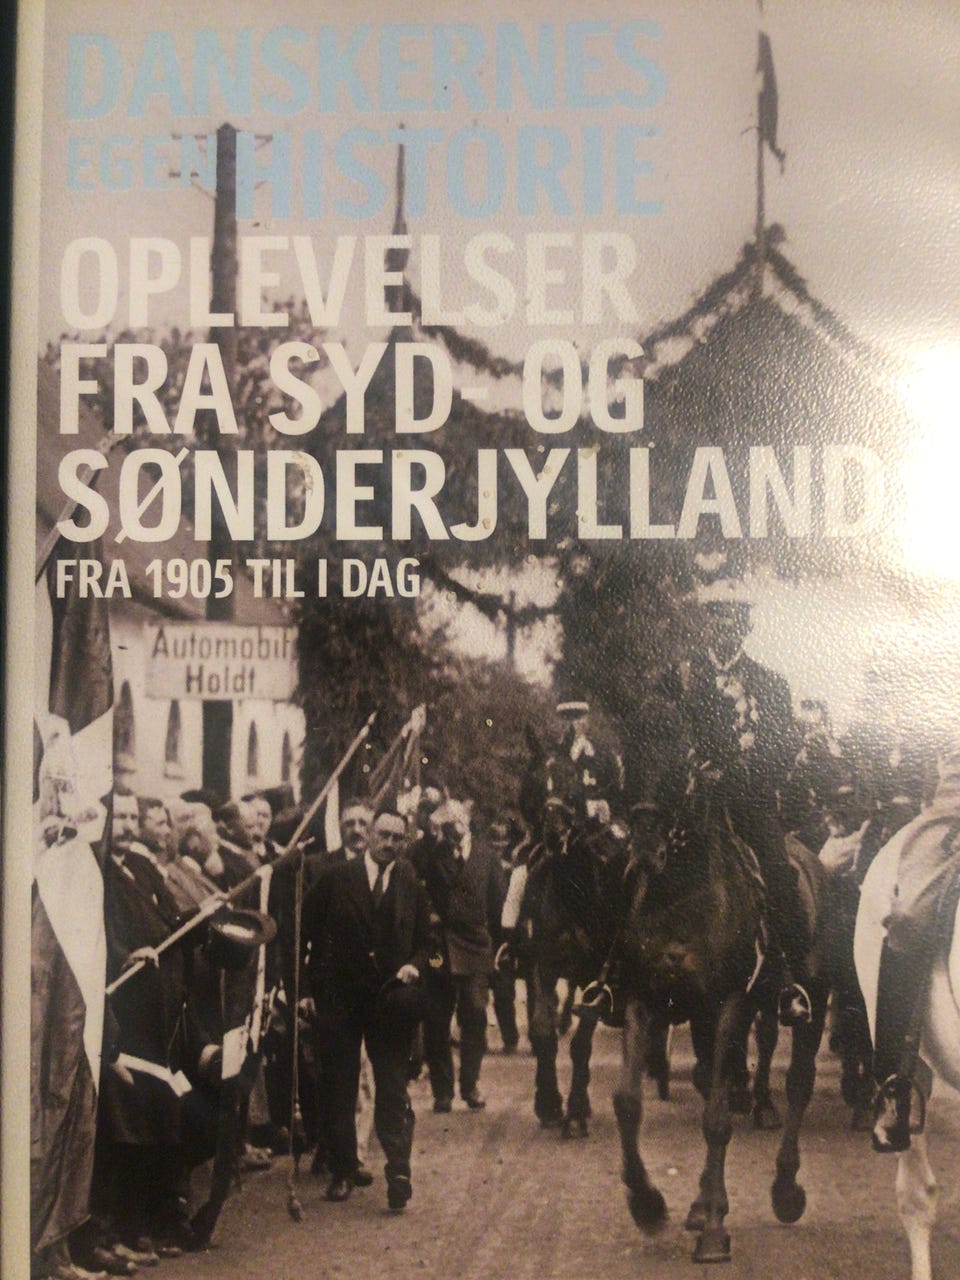 DANSKERNES
EGEN HISTORIE
OPLEVELSER
FRA SYD- OG
SØNDERJYLLAND
FRA 1905 TIL I DAG
Automobil
Holdt